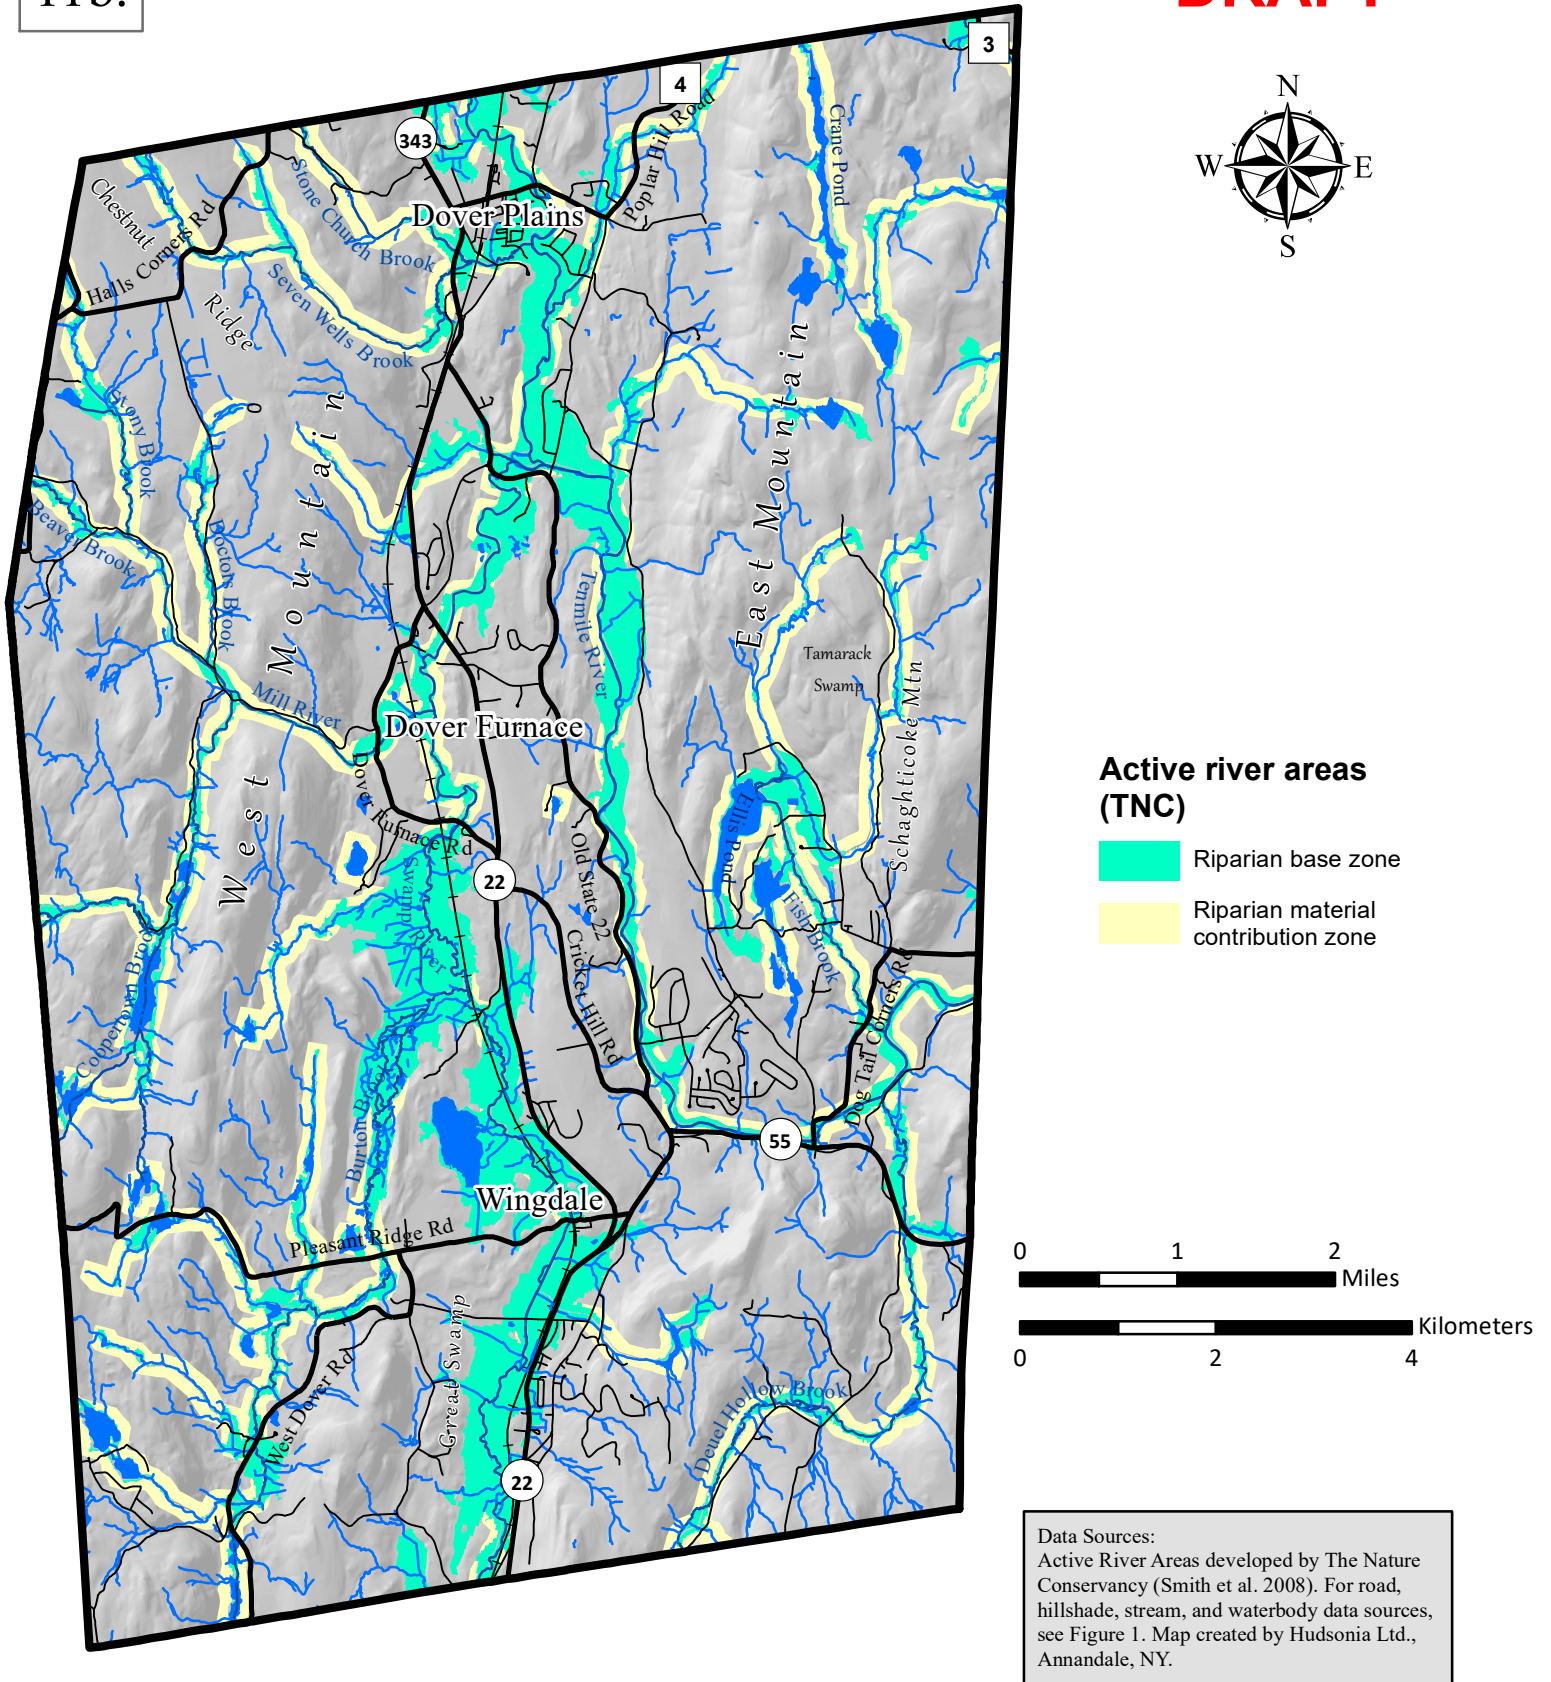 3
4
343
N
W E
S
Crane Pond
Poplar Hill Road
Chestnut
Ridge
Halls Corners Rd
Stone Church Brook
Dover Plains
Seven Wells Brook
Beaver Brook
Doctors Brook
West Mountain
East Mountain
Tenmile River
Tamarack
Swamp
Schaghticoke Mtn
Mill River
Dover Furnace
Dover Furnace Rd
Ellis Pond
Swamp River
22
Old State 22
Cricket Hill Rd
Fish Brook
Coppertown Brook
Dog Tail Corners Rd
Burton Brook
55
Wingdale
Pleasant Ridge Rd
Great Swamp
West Dover Rd
Deuel Hollow Brook
22
Active river areas
(TNC)
Riparian base zone
Riparian material
contribution zone
0 1 2
Miles
Kilometers
0 2 4
Data Sources:
Active River Areas developed by The Nature
Conservancy (Smith et al. 2008). For road,
hillshade, stream, and waterbody data sources,
see Figure 1. Map created by Hudsonia Ltd.,
Annandale, NY.